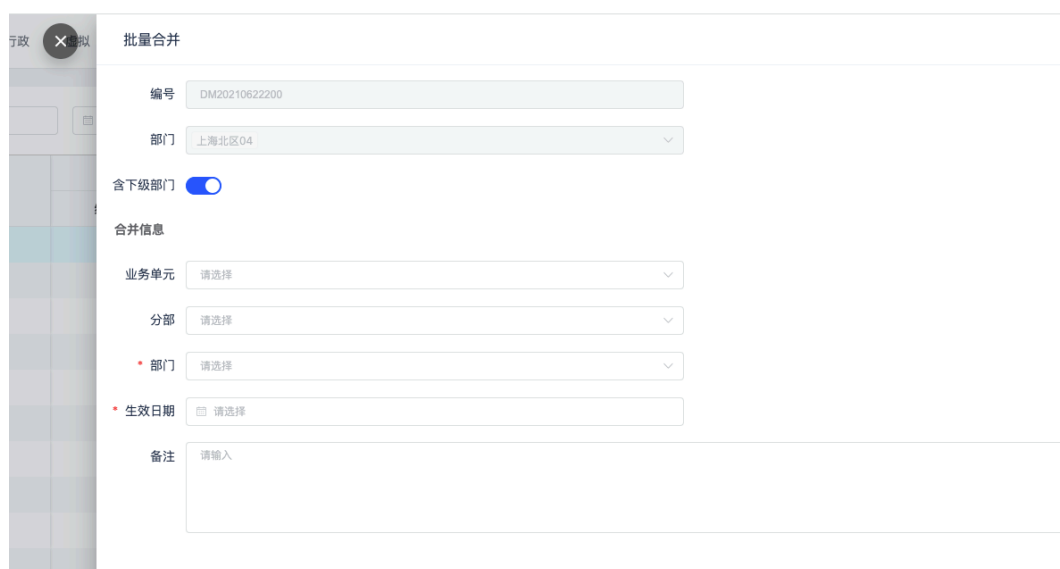 行政
虚拟
批量合并
编号
DM20210622200
部门
上海北区04
含下级部门
合并信息
业务单元
请选择
分部
请选择
* 部门
请选择
* 生效日期
请选择
备注
请输入